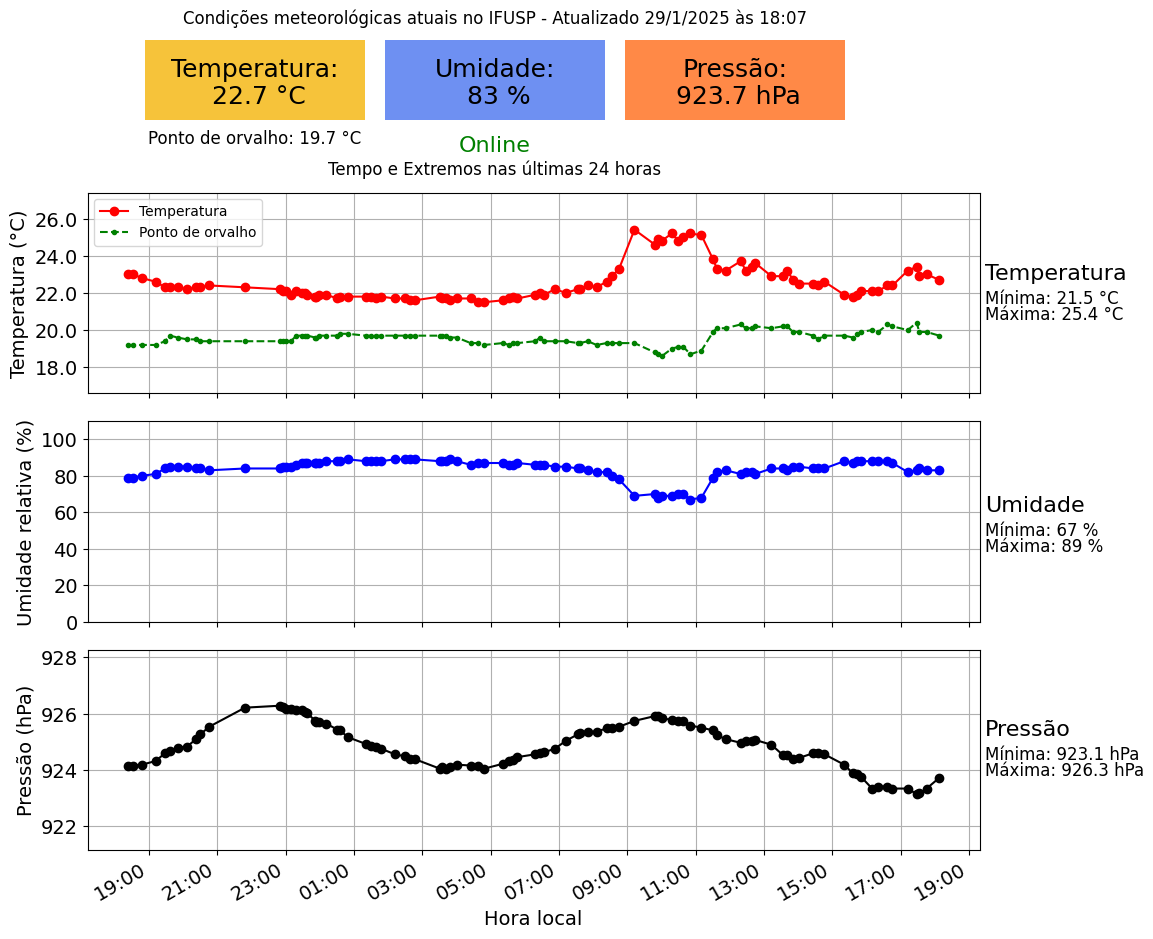 Condições meteorológicas atuais no IFUSP - Atualizado 29/1/2025 às 18:07
Temperatura:
22.7 °C
Umidade:
83 %
Pressão:
923.7 hPa
Ponto de orvalho: 19.7 °C
Online
Tempo e Extremos nas últimas 24 horas
Temperatura (°C)
26.0
24.0
22.0
20.0
18.0
Temperatura
Ponto de orvalho
Temperatura
Mínima: 21.5 °C
Máxima: 25.4 °C
Umidade relativa (%)
100
80
60
40
20
0
Umidade
Mínima: 67 %
Máxima: 89 %
Pressão (hPa)
928
926
924
922
Pressão
Mínima: 923.1 hPa
Máxima: 926.3 hPa
19:00
21:00
23:00
01:00
03:00
05:00
07:00
09:00
11:00
13:00
15:00
17:00
19:00
Hora local